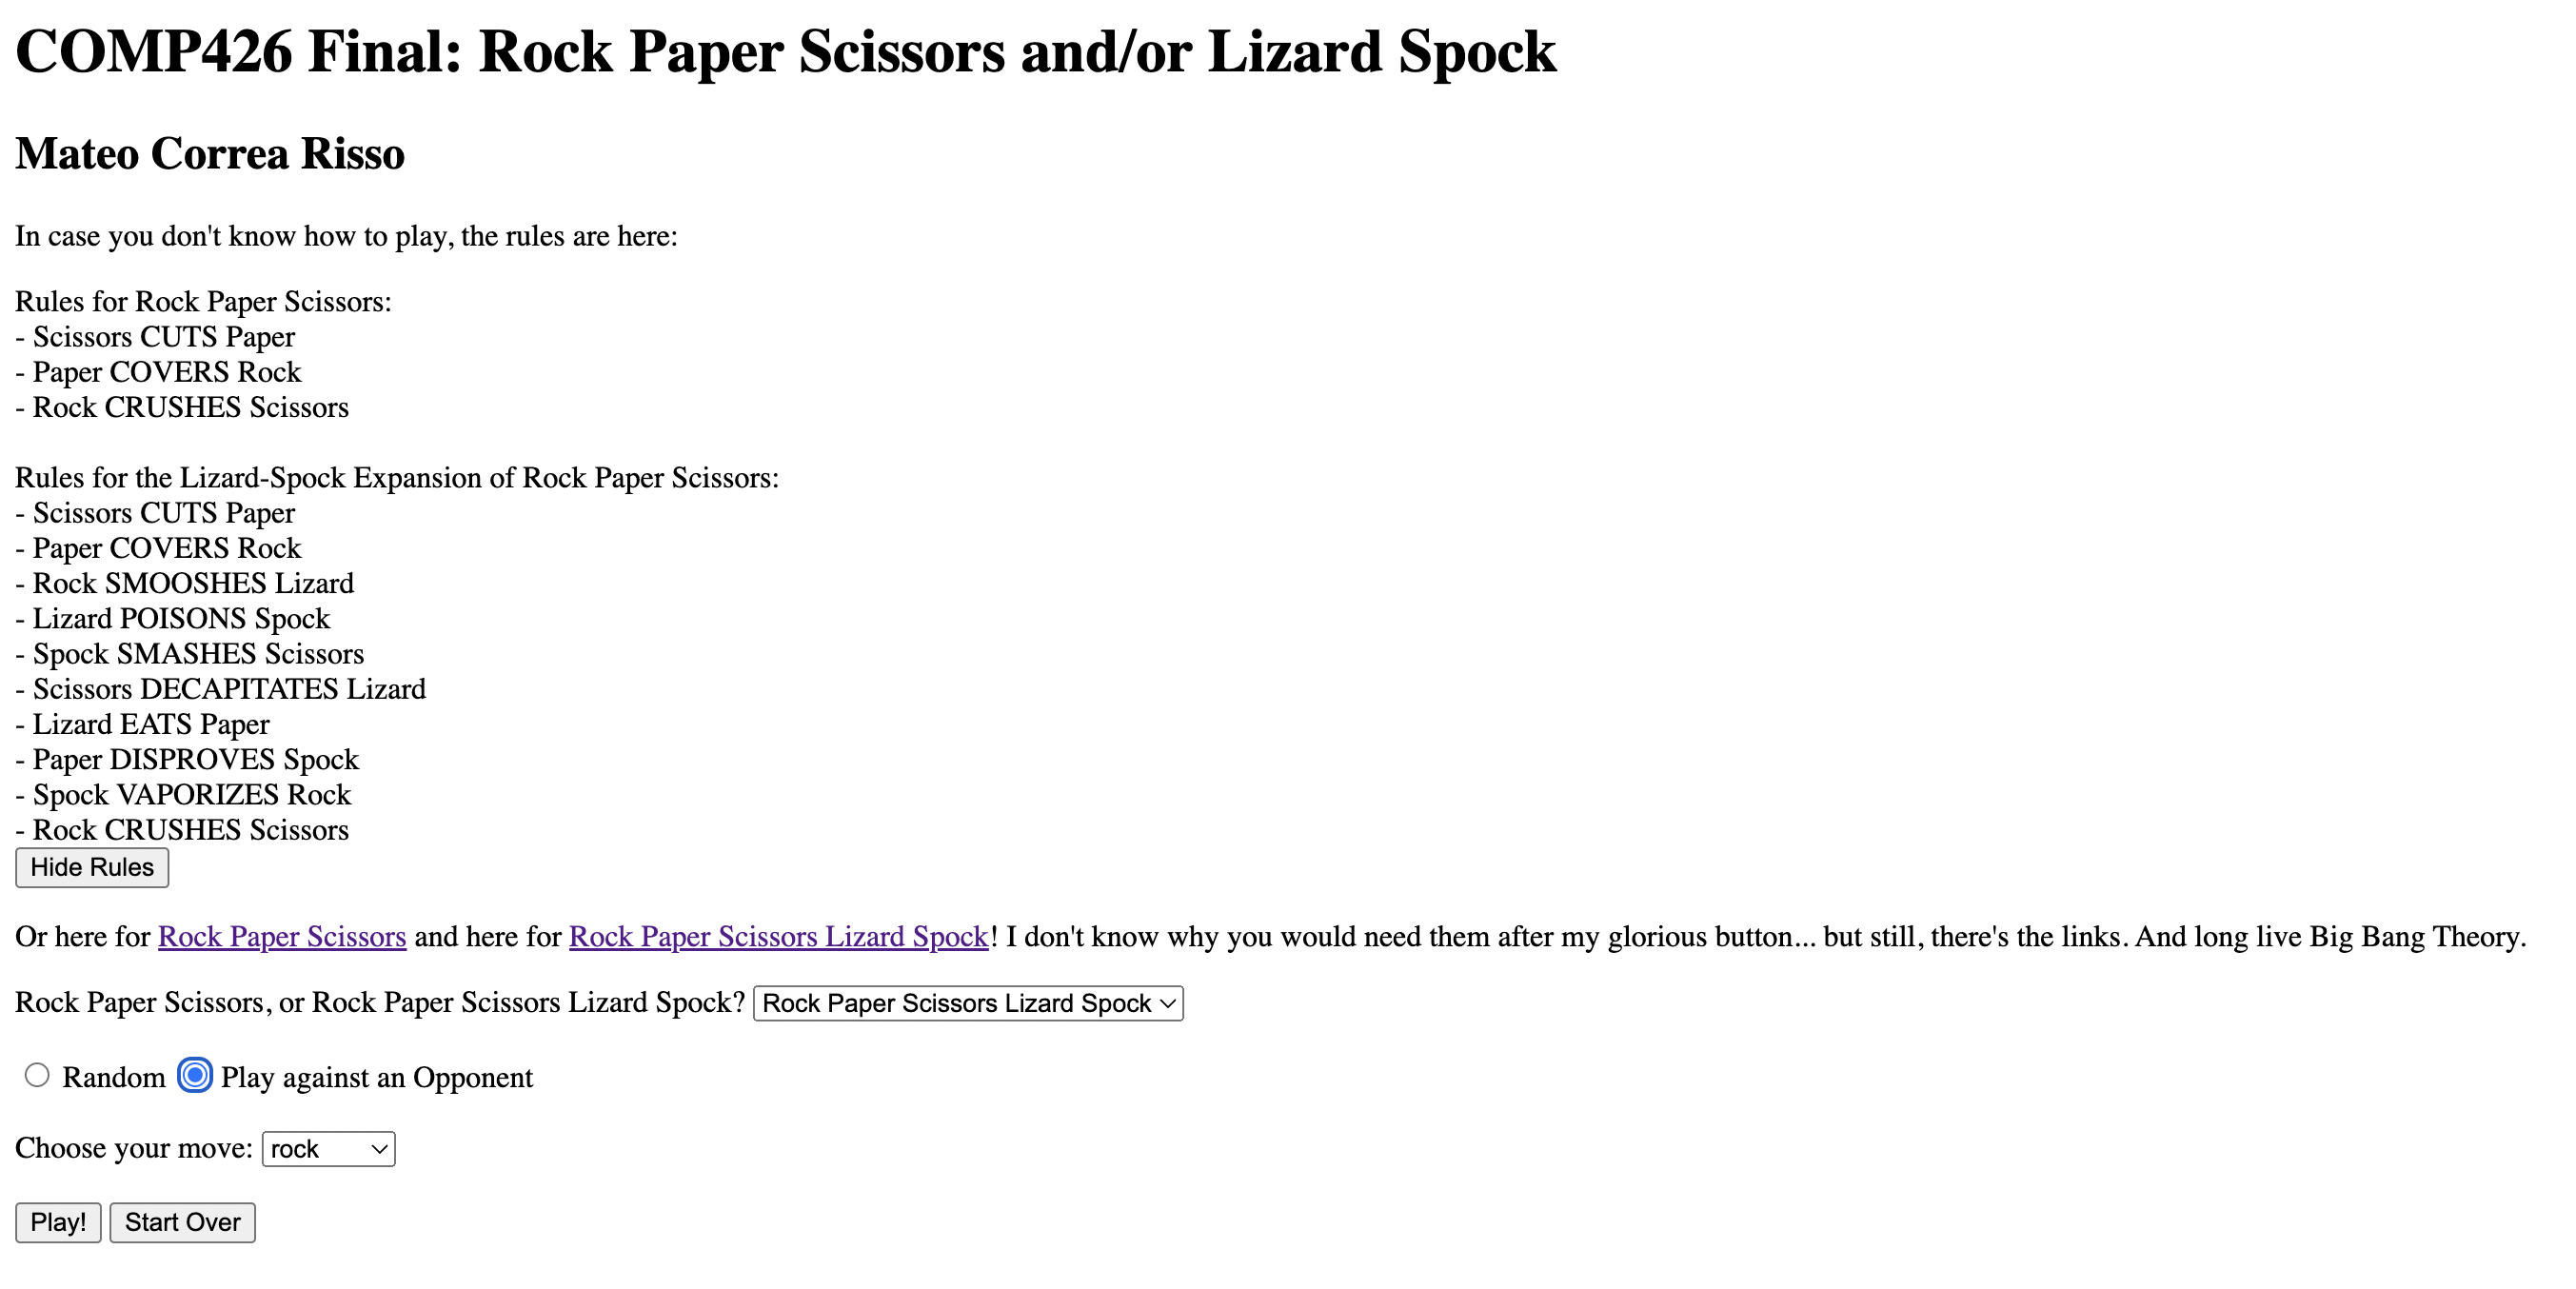 COMP426 Final: Rock Paper Scissors and/or Lizard Spock
Mateo Correa Risso
In case you don't know how to play, the rules are here:
Rules for Rock Paper Scissors:
- Scissors CUTS Paper
- Paper COVERS Rock
- Rock CRUSHES Scissors
Rules for the Lizard-Spock Expansion of Rock Paper Scissors:
- Scissors CUTS Paper
- Paper COVERS Rock
- Rock SMOOSHES Lizard
- Lizard POISONS Spock
- Spock SMASHES Scissors
- Scissors DECAPITATES Lizard
- Lizard EATS Paper
- Paper DISPROVES Spock
- Spock VAPORIZES Rock
- Rock CRUSHES Scissors
Hide Rules
Or here for Rock Paper Scissors and here for Rock Paper Scissors Lizard Spock! I don't know why you would need them after my glorious button... but still, there's the links. And long live Big Bang Theory.
Rock Paper Scissors, or Rock Paper Scissors Lizard Spock? Rock Paper Scissors Lizard Spock
Random Play against an Opponent
Choose your move: rock
Play! Start Over